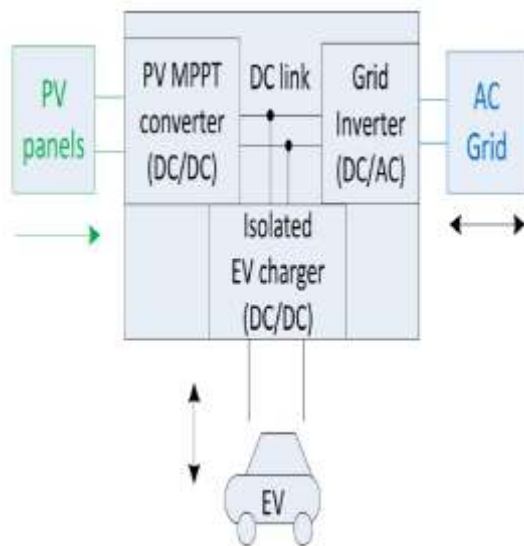 PV
panels
PV MPPT
converter
(DC/DC)
DC link
Grid
Inverter
(DC/AC)
AC
Grid
Isolated
EV charger
(DC/DC)
EV